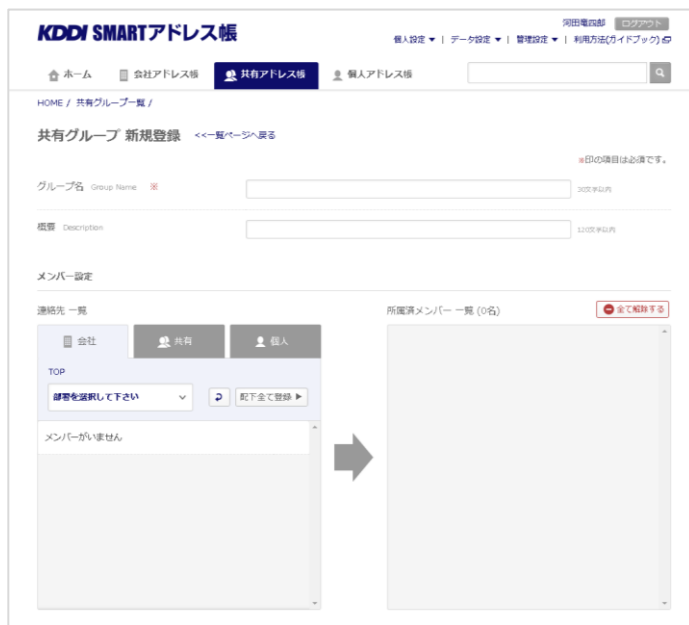 河田竜四郎 ログアウト
KDDI SMARTアドレス帳
個人設定 ▼ | データ設定 ▼ | 管理設定 ▼ | 利用方法(ガイドブック)
ホーム 会社アドレス帳 共有アドレス帳 個人アドレス帳
HOME / 共有グループ一覧 /
共有グループ 新規登録 <<一覧ページへ戻る
※印の項目は必須です。
グループ名 Group Name ※ 30文字以内
概要 Description 120文字以内
メンバー設定
連絡先 一覧 所属済メンバー 一覧 (0名) 全て解除する
会社 共有 個人
TOP
部署を選択して下さい 配下全て登録 ▶
メンバーがいません